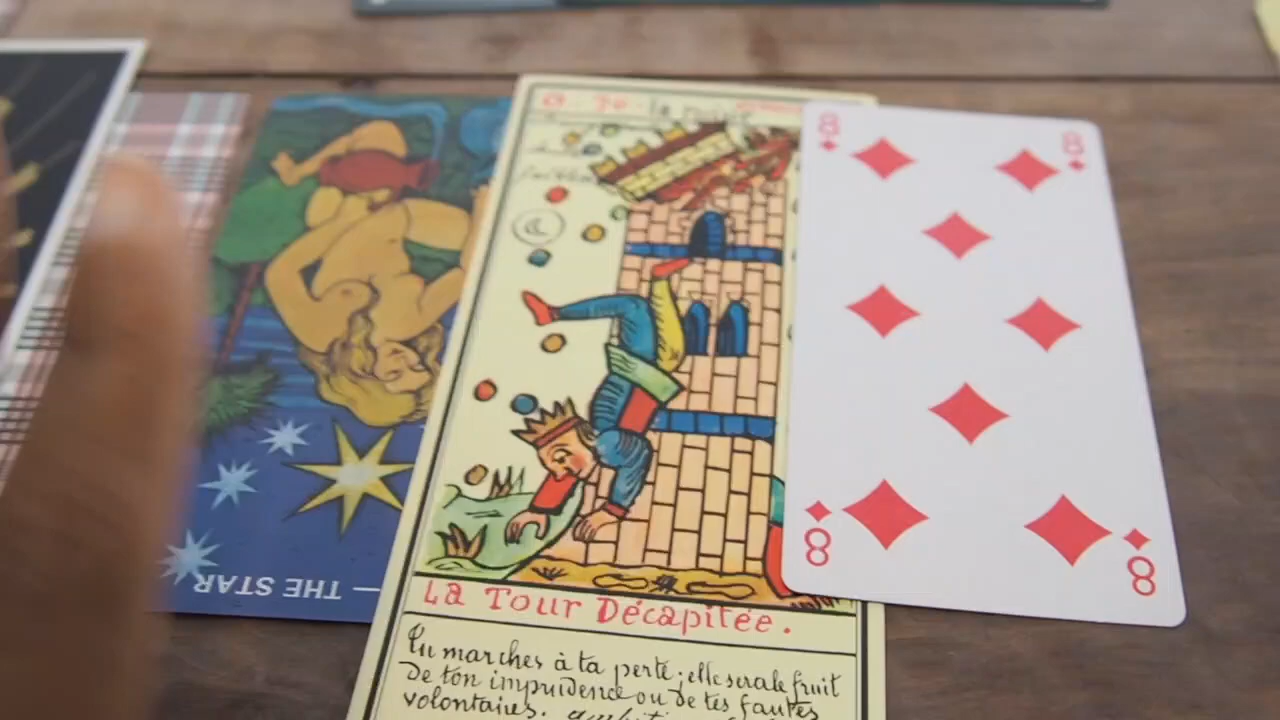 8 8
THE STAR —
La Tour Décapitée.
Tu marches à ta perte ; elle sera le fruit
de ton imprudence ou de tes fautes
volontaires.
8 8